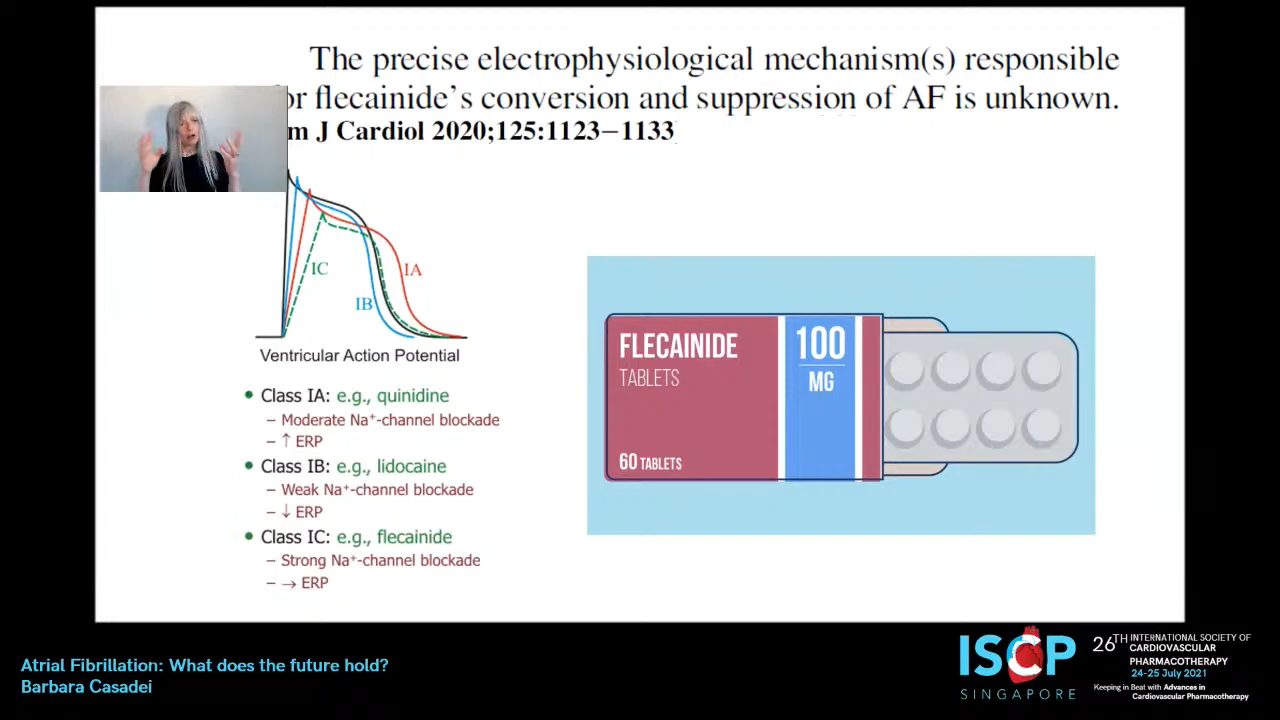 The precise electrophysiological mechanism(s) responsible
or flecainide's conversion and suppression of AF is unknown.
m J Cardiol 2020;125:1123−1133
IC
IA
IB
Ventricular Action Potential
• Class IA: e.g., quinidine
– Moderate Na⁺-channel blockade
– ↑ ERP
• Class IB: e.g., lidocaine
– Weak Na⁺-channel blockade
– ↓ ERP
• Class IC: e.g., flecainide
– Strong Na⁺-channel blockade
– → ERP
FLECAINIDE
TABLETS
60 TABLETS
100
MG
Atrial Fibrillation: What does the future hold?
Barbara Casadei
ISCP
SINGAPORE
26TH INTERNATIONAL SOCIETY OF
CARDIOVASCULAR
PHARMACOTHERAPY
24-25 July 2021
Keeping in Beat with Advances in
Cardiovascular Pharmacotherapy